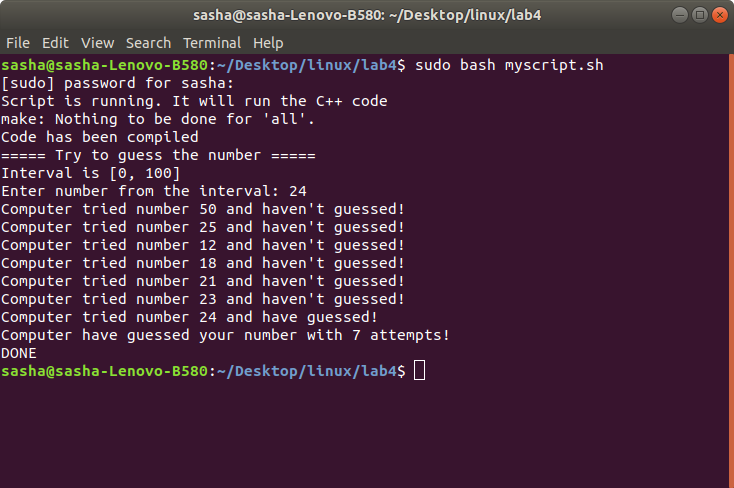 sasha@sasha-Lenovo-B580: ~/Desktop/linux/lab4
File Edit View Search Terminal Help
sasha@sasha-Lenovo-B580:~/Desktop/linux/lab4$ sudo bash myscript.sh
[sudo] password for sasha:
Script is running. It will run the C++ code
make: Nothing to be done for 'all'.
Code has been compiled
===== Try to guess the number =====
Interval is [0, 100]
Enter number from the interval: 24
Computer tried number 50 and haven't guessed!
Computer tried number 25 and haven't guessed!
Computer tried number 12 and haven't guessed!
Computer tried number 18 and haven't guessed!
Computer tried number 21 and haven't guessed!
Computer tried number 23 and haven't guessed!
Computer tried number 24 and have guessed!
Computer have guessed your number with 7 attempts!
DONE
sasha@sasha-Lenovo-B580:~/Desktop/linux/lab4$